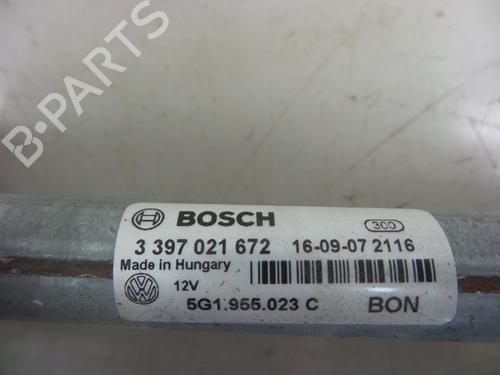 B-PARTS
BOSCH
300
3 397 021 672 16-09-07 2116
Made in Hungary
12V
5G1.955.023 C BON